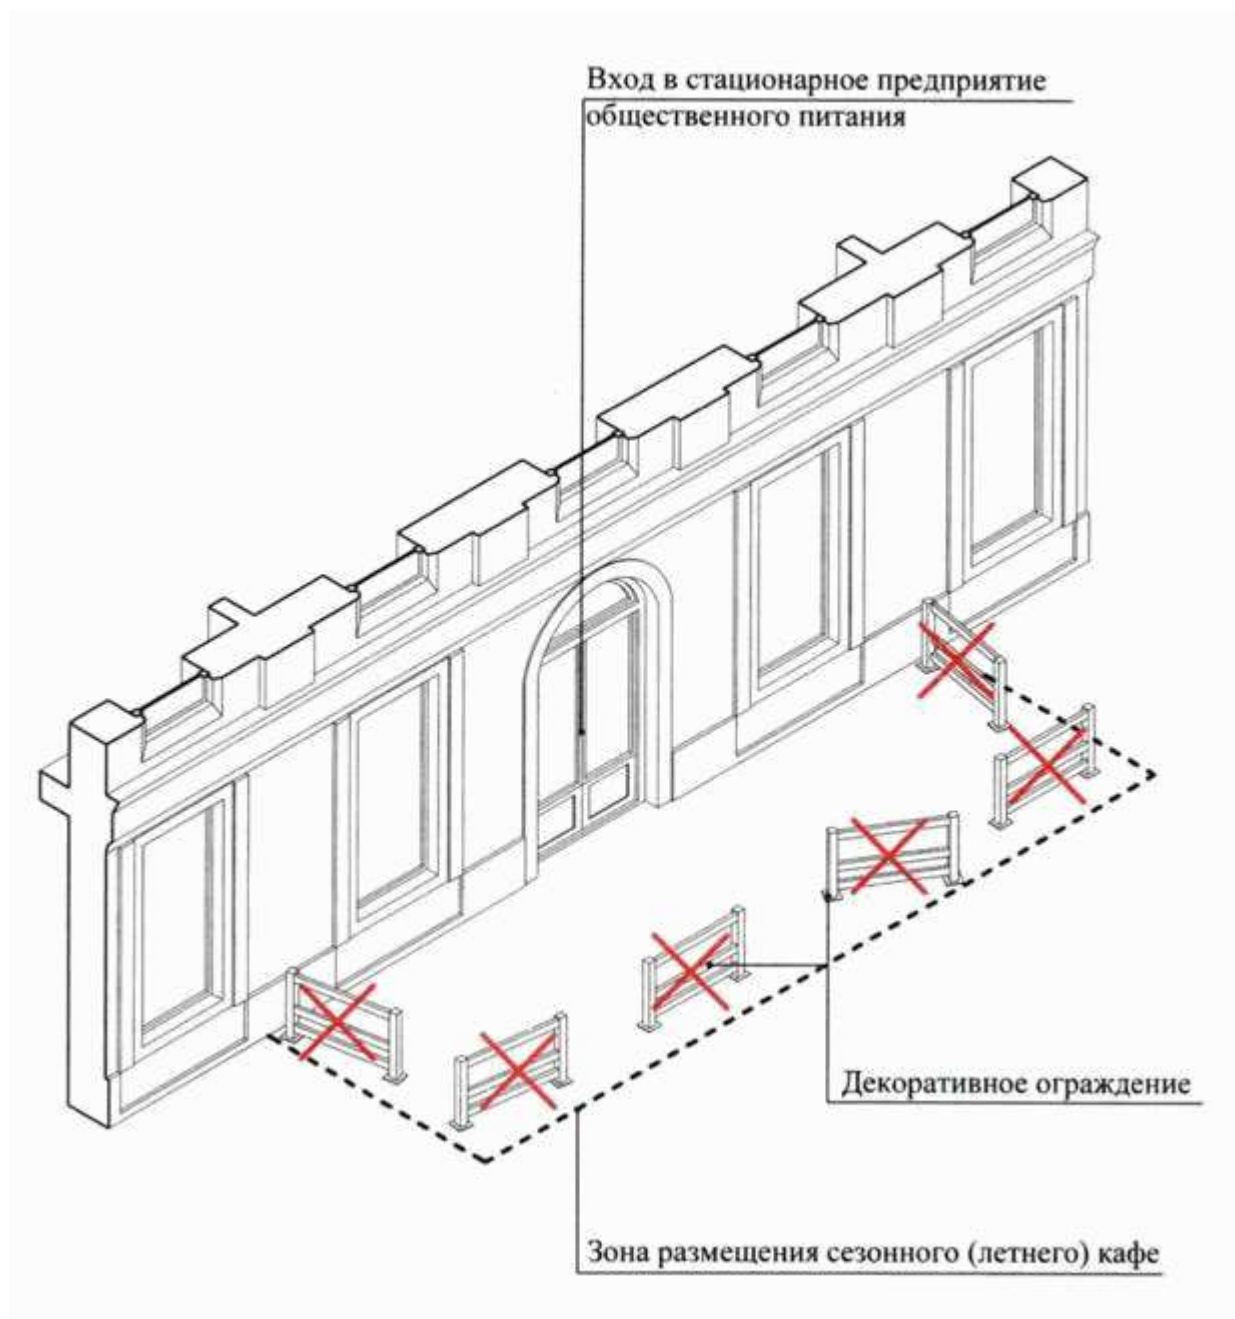 Вход в стационарное предприятие
общественного питания
Декоративное ограждение
Зона размещения сезонного (летнего) кафе